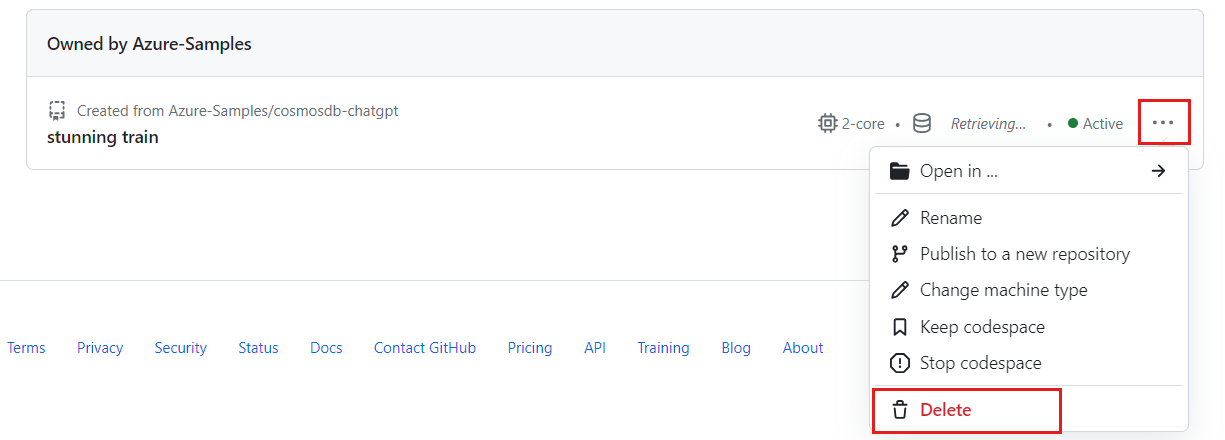 Owned by Azure-Samples
Created from Azure-Samples/cosmosdb-chatgpt
stunning train
2-core • Retrieving... • Active ...
Open in ...
Rename
Publish to a new repository
Change machine type
Keep codespace
Stop codespace
Delete
Terms Privacy Security Status Docs Contact GitHub Pricing API Training Blog About